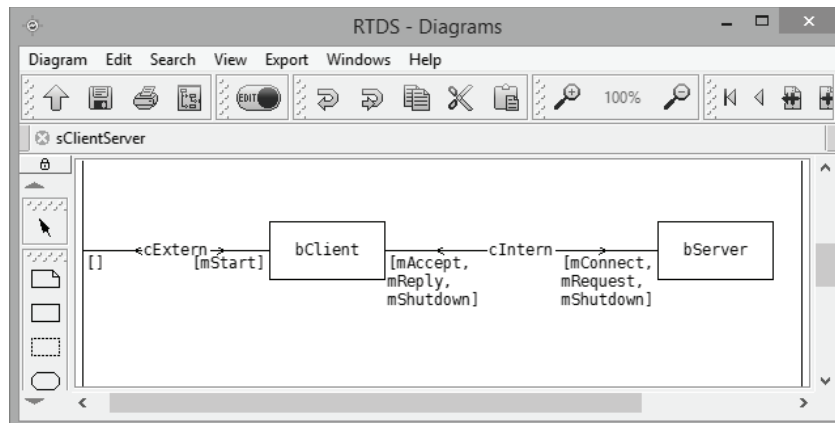 RTDS - Diagrams
Diagram Edit Search View Export Windows Help
EDIT
100%
sClientServer
cExtern
bClient
cIntern
bServer
[]
[mStart]
[mAccept,
mReply,
mShutdown]
[mConnect,
mRequest,
mShutdown]